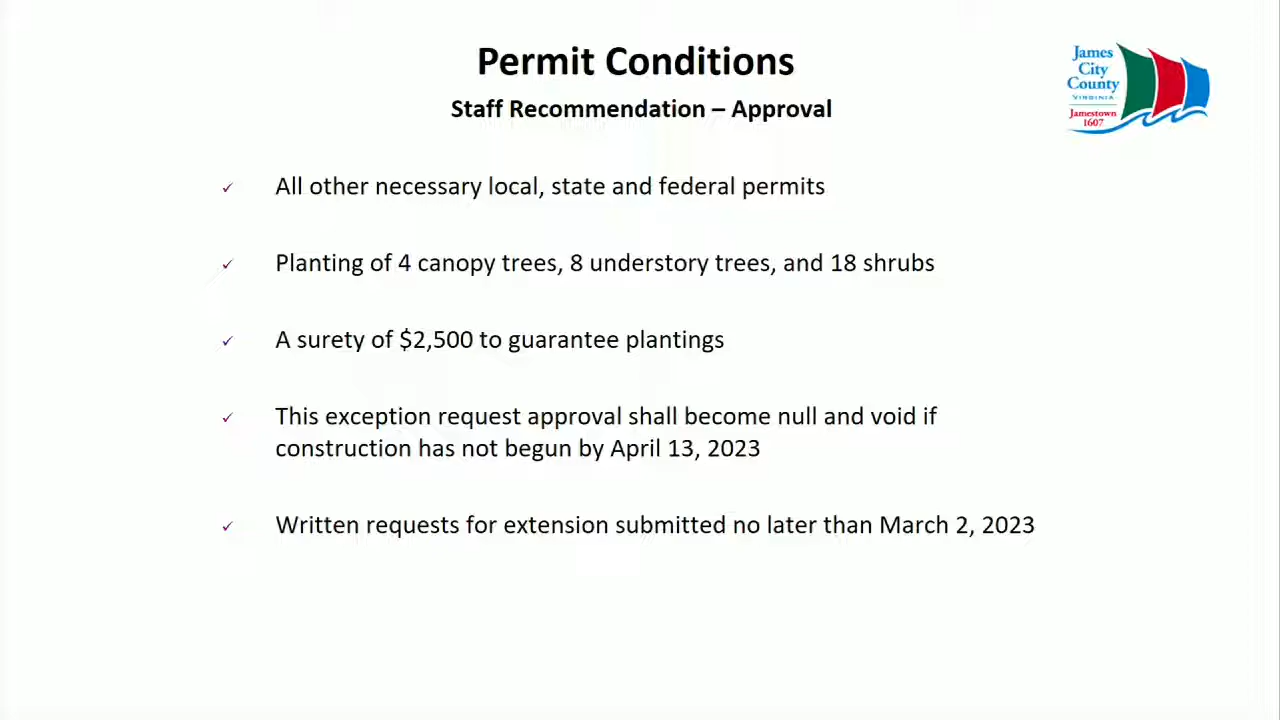 Permit Conditions
Staff Recommendation – Approval
James
City
County
VIRGINIA
Jamestown
1607
✓ All other necessary local, state and federal permits
✓ Planting of 4 canopy trees, 8 understory trees, and 18 shrubs
✓ A surety of $2,500 to guarantee plantings
✓ This exception request approval shall become null and void if
construction has not begun by April 13, 2023
✓ Written requests for extension submitted no later than March 2, 2023